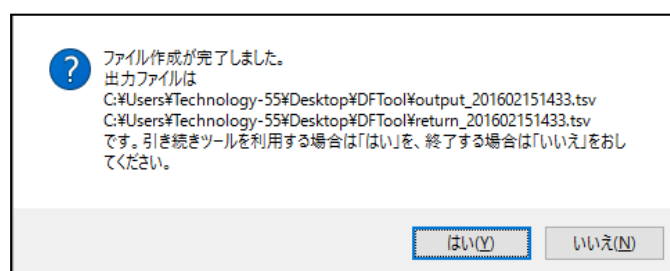 ファイル作成が完了しました。
出力ファイルは
C:¥Users¥Technology-55¥Desktop¥DFTool¥output_201602151433.tsv
C:¥Users¥Technology-55¥Desktop¥DFTool¥return_201602151433.tsv
です。引き続きツールを利用する場合は「はい」を、終了する場合は「いいえ」をおし
てください。
はい(Y)
いいえ(N)